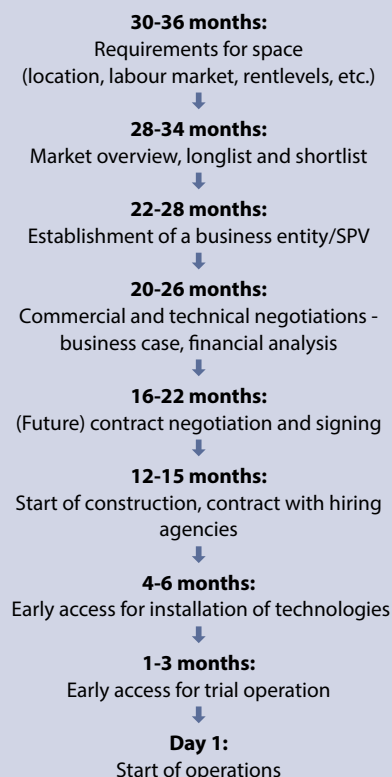 30-36 months:
Requirements for space
(location, labour market, rentlevels, etc.)
28-34 months:
Market overview, longlist and shortlist
22-28 months:
Establishment of a business entity/SPV
20-26 months:
Commercial and technical negotiations -
business case, financial analysis
16-22 months:
(Future) contract negotiation and signing
12-15 months:
Start of construction, contract with hiring
agencies
4-6 months:
Early access for installation of technologies
1-3 months:
Early access for trial operation
Day 1:
Start of operations